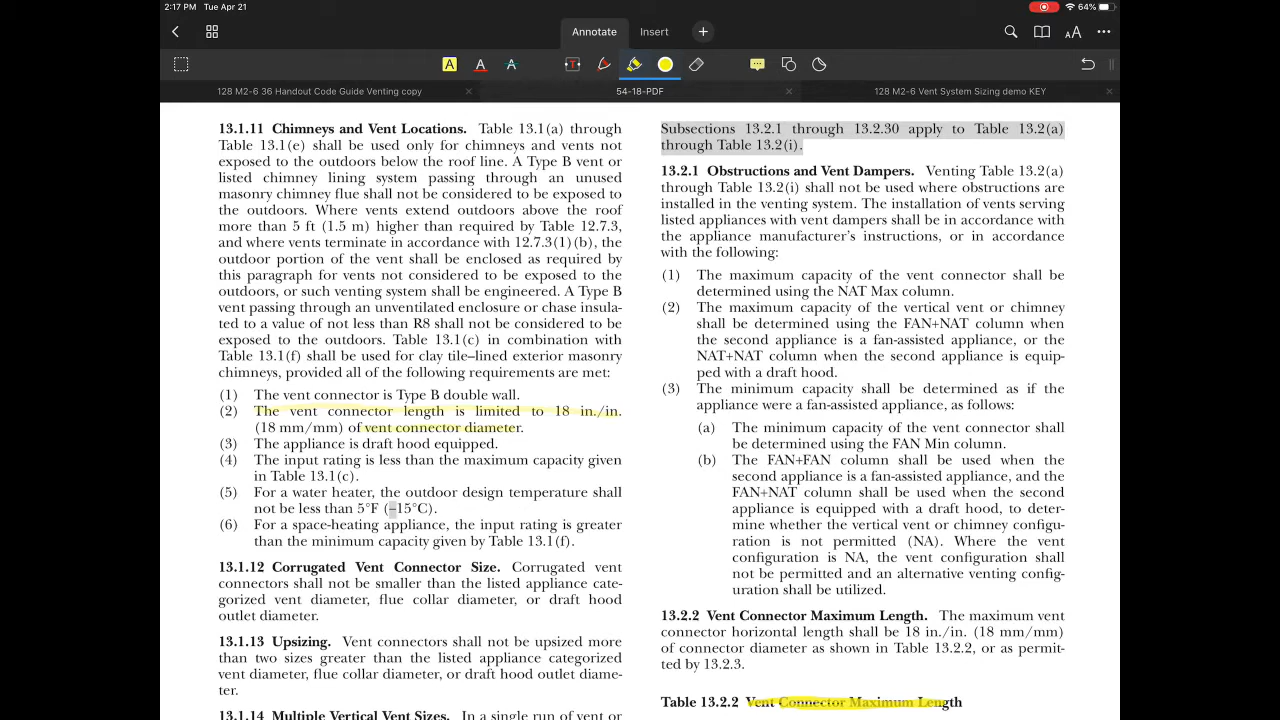 2:17 PM Tue Apr 21
64%
Annotate
Insert
A
A
A
T
AA
128 M2-6 36 Handout Code Guide Venting copy
54-18-PDF
128 M2-6 Vent System Sizing demo KEY
13.1.11 Chimneys and Vent Locations. Table 13.1(a) through
Table 13.1(e) shall be used only for chimneys and vents not
exposed to the outdoors below the roof line. A Type B vent or
listed chimney lining system passing through an unused
masonry chimney flue shall not be considered to be exposed to
the outdoors. Where vents extend outdoors above the roof
more than 5 ft (1.5 m) higher than required by Table 12.7.3,
and where vents terminate in accordance with 12.7.3(1)(b), the
outdoor portion of the vent shall be enclosed as required by
this paragraph for vents not considered to be exposed to the
outdoors, or such venting system shall be engineered. A Type B
vent passing through an unventilated enclosure or chase insula-
ted to a value of not less than R8 shall not be considered to be
exposed to the outdoors. Table 13.1(c) in combination with
Table 13.1(f) shall be used for clay tile–lined exterior masonry
chimneys, provided all of the following requirements are met:
(1) The vent connector is Type B double wall.
(2) The vent connector length is limited to 18 in./in.
(18 mm/mm) of vent connector diameter.
(3) The appliance is draft hood equipped.
(4) The input rating is less than the maximum capacity given
in Table 13.1(c).
(5) For a water heater, the outdoor design temperature shall
not be less than 5°F (–15°C).
(6) For a space-heating appliance, the input rating is greater
than the minimum capacity given by Table 13.1(f).
13.1.12 Corrugated Vent Connector Size. Corrugated vent
connectors shall not be smaller than the listed appliance cate-
gorized vent diameter, flue collar diameter, or draft hood
outlet diameter.
13.1.13 Upsizing. Vent connectors shall not be upsized more
than two sizes greater than the listed appliance categorized
vent diameter, flue collar diameter, or draft hood outlet diame-
ter.
13.1.14 Multiple Vertical Vent Sizes. In a single run of vent or
Subsections 13.2.1 through 13.2.30 apply to Table 13.2(a)
through Table 13.2(i).
13.2.1 Obstructions and Vent Dampers. Venting Table 13.2(a)
through Table 13.2(i) shall not be used where obstructions are
installed in the venting system. The installation of vents serving
listed appliances with vent dampers shall be in accordance with
the appliance manufacturer's instructions, or in accordance
with the following:
(1) The maximum capacity of the vent connector shall be
determined using the NAT Max column.
(2) The maximum capacity of the vertical vent or chimney
shall be determined using the FAN+NAT column when
the second appliance is a fan-assisted appliance, or the
NAT+NAT column when the second appliance is equip-
ped with a draft hood.
(3) The minimum capacity shall be determined as if the
appliance were a fan-assisted appliance, as follows:
(a) The minimum capacity of the vent connector shall
be determined using the FAN Min column.
(b) The FAN+FAN column shall be used when the
second appliance is a fan-assisted appliance, and the
FAN+NAT column shall be used when the second
appliance is equipped with a draft hood, to deter-
mine whether the vertical vent or chimney configu-
ration is not permitted (NA). Where the vent
configuration is NA, the vent configuration shall
not be permitted and an alternative venting config-
uration shall be utilized.
13.2.2 Vent Connector Maximum Length. The maximum vent
connector horizontal length shall be 18 in./in. (18 mm/mm)
of connector diameter as shown in Table 13.2.2, or as permit-
ted by 13.2.3.
Table 13.2.2 Vent Connector Maximum Length